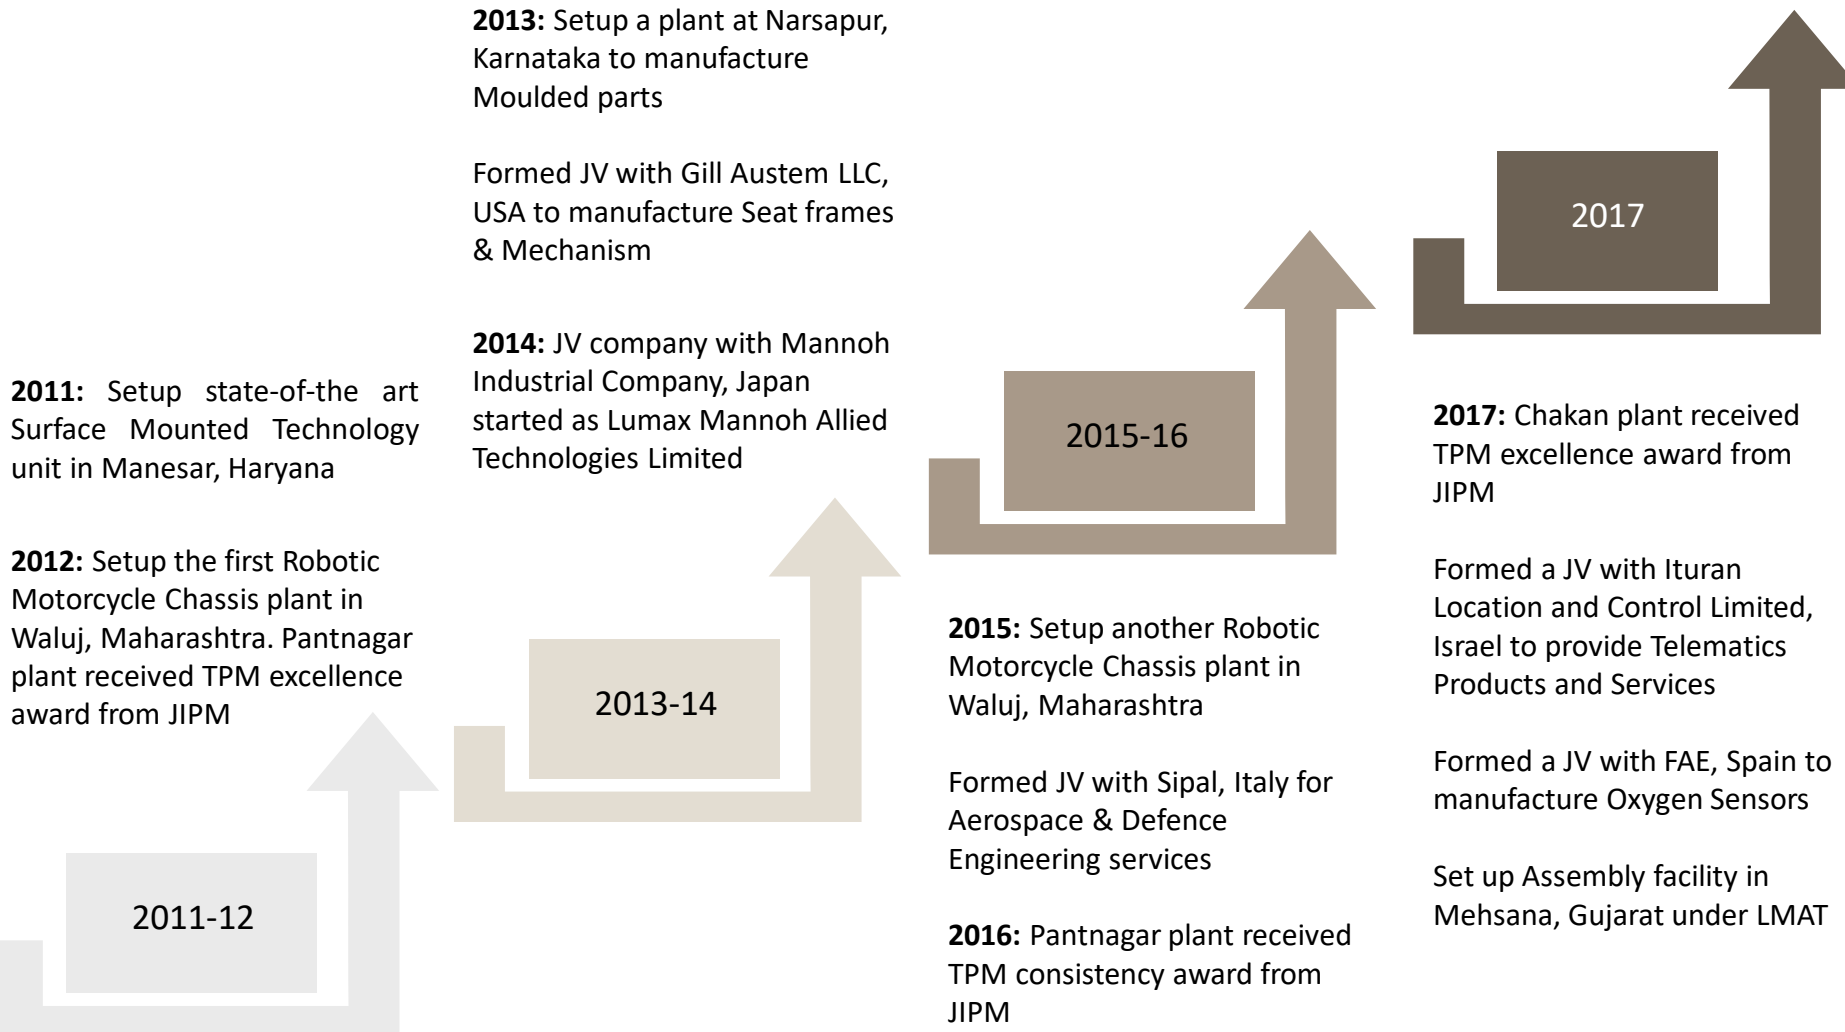 2011: Setup state-of-the art
Surface Mounted Technology
unit in Manesar, Haryana
2012: Setup the first Robotic
Motorcycle Chassis plant in
Waluj, Maharashtra. Pantnagar
plant received TPM excellence
award from JIPM
2011-12
2013: Setup a plant at Narsapur,
Karnataka to manufacture
Moulded parts
Formed JV with Gill Austem LLC,
USA to manufacture Seat frames
& Mechanism
2014: JV company with Mannoh
Industrial Company, Japan
started as Lumax Mannoh Allied
Technologies Limited
2013-14
2015-16
2015: Setup another Robotic
Motorcycle Chassis plant in
Waluj, Maharashtra
Formed JV with Sipal, Italy for
Aerospace & Defence
Engineering services
2016: Pantnagar plant received
TPM consistency award from
JIPM
2017
2017: Chakan plant received
TPM excellence award from
JIPM
Formed a JV with Ituran
Location and Control Limited,
Israel to provide Telematics
Products and Services
Formed a JV with FAE, Spain to
manufacture Oxygen Sensors
Set up Assembly facility in
Mehsana, Gujarat under LMAT